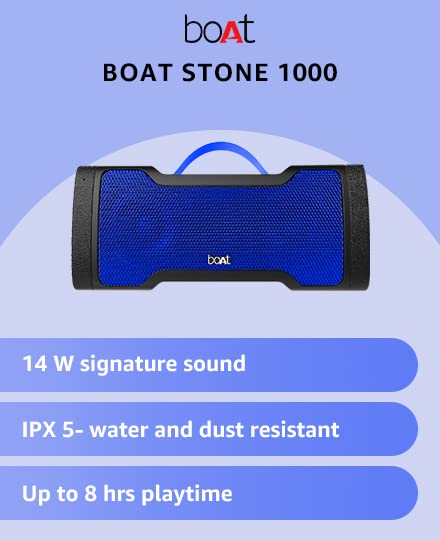 boAt
BOAT STONE 1000
boAt
14 W signature sound
IPX 5- water and dust resistant
Up to 8 hrs playtime